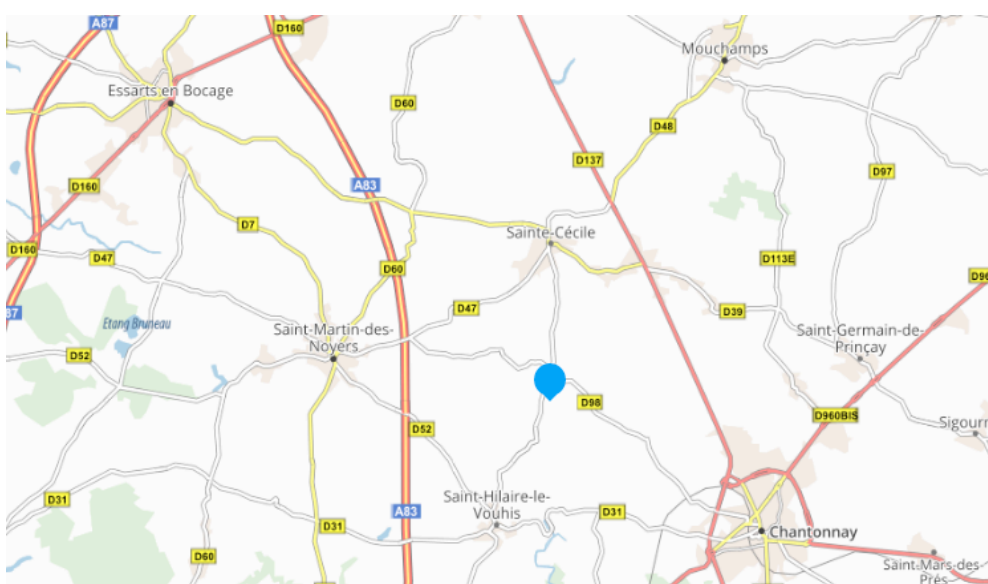 A87
D160
Mouchamps
Essarts en Bocage
D60
D48
D137
D160
A83
D97
D7
Sainte-Cécile
D160
D47
D60
D113E
D96
87
D47
D39
Etang Bruneau
Saint-Martin-des-
Noyers
Saint-Germain-de-
Prinçay
D52
D98
D960BIS
D52
Sigourn
Saint-Hilaire-le-
Vouhis
D31
A83
D31
D31
Chantonnay
D60
Saint-Mars-des-
Prés